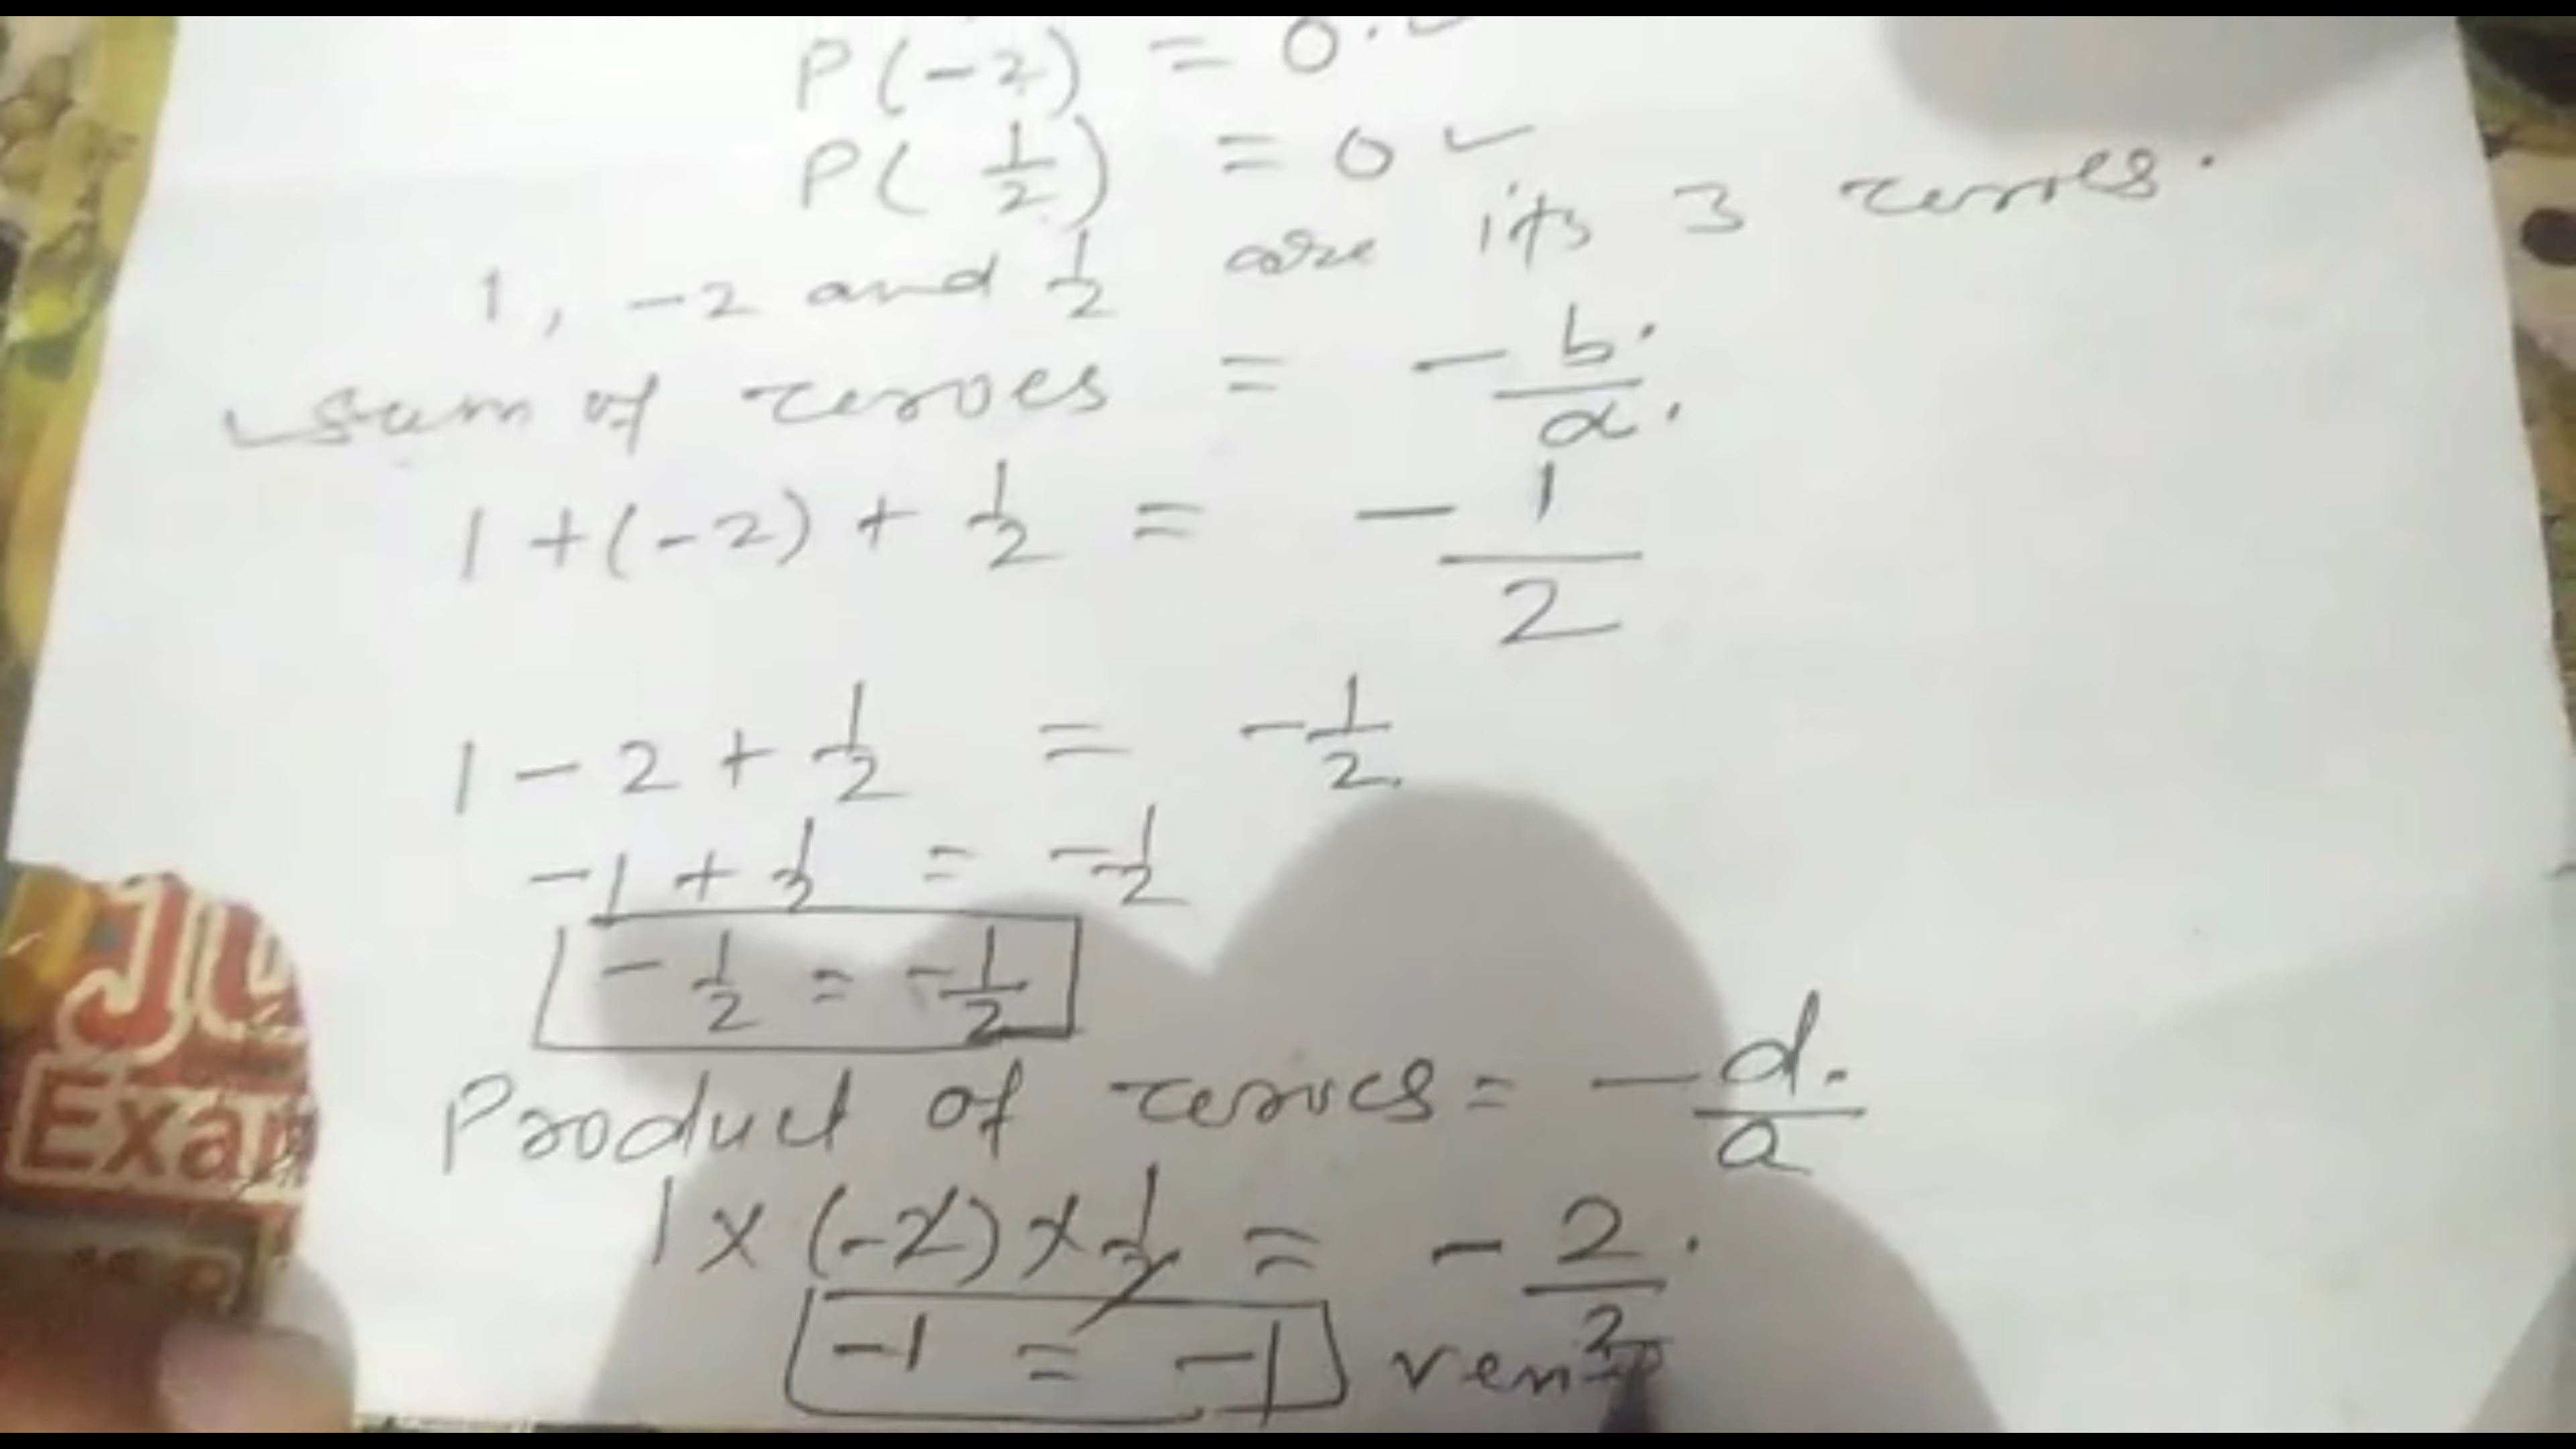 P(-2) = 0.
P(1/2) = 0 ✓
1, -2 and 1/2 are its 3 zeroes.
Sum of zeroes = -b/a.
1+(-2) + 1/2 = -1/2
1-2+1/2 = -1/2.
-1+1/2 = -1/2
-1/2 = -1/2
Product of zeroes = -d/a
1×(-2)×1/2 = -2/2.
-1 = -1
Exam